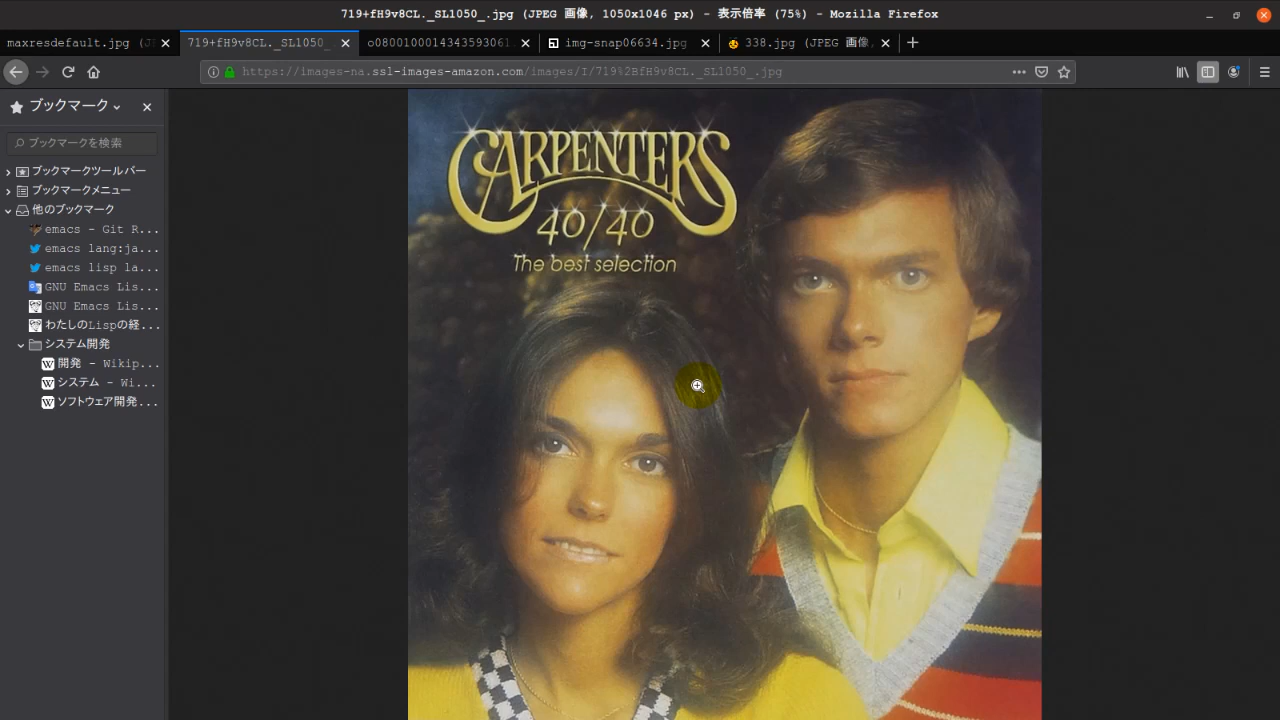 719+fH9v8CL._SL1050_.jpg (JPEG 画像, 1050x1046 px) - 表示倍率 (75%) - Mozilla Firefox
maxresdefault.jpg (J
719+fH9v8CL._SL1050_
o0800100014343593061
img-snap06634.jpg
338.jpg (JPEG 画像,
https://images-na.ssl-images-amazon.com/images/I/719%2BfH9v8CL._SL1050_.jpg
ブックマーク
ブックマークを検索
ブックマークツールバー
ブックマークメニュー
他のブックマーク
emacs - Git R...
emacs lang:ja...
emacs lisp la...
GNU Emacs Lis...
GNU Emacs Lis...
わたしのLispの経...
システム開発
開発 - Wikip...
システム - Wi...
ソフトウェア開発...
CARPENTERS
40/40
The best selection